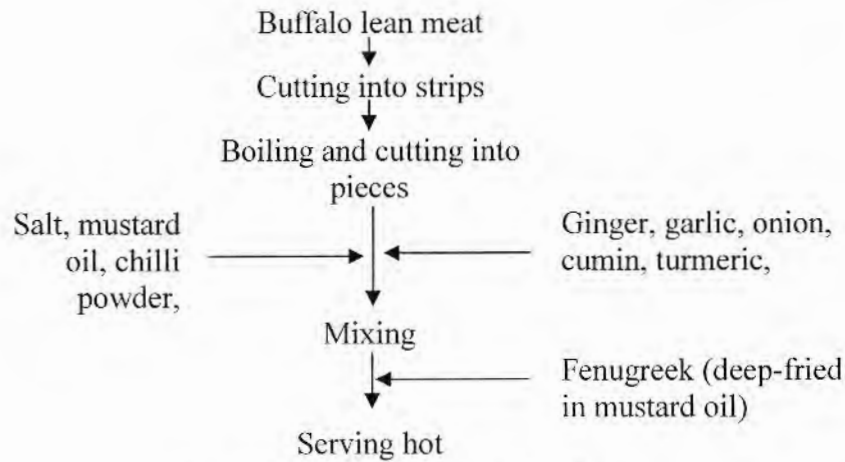 Buffalo lean meat
Cutting into strips
Boiling and cutting into
pieces
Salt, mustard
oil, chilli
powder,
Ginger, garlic, onion,
cumin, turmeric,
Mixing
Fenugreek (deep-fried
in mustard oil)
Serving hot